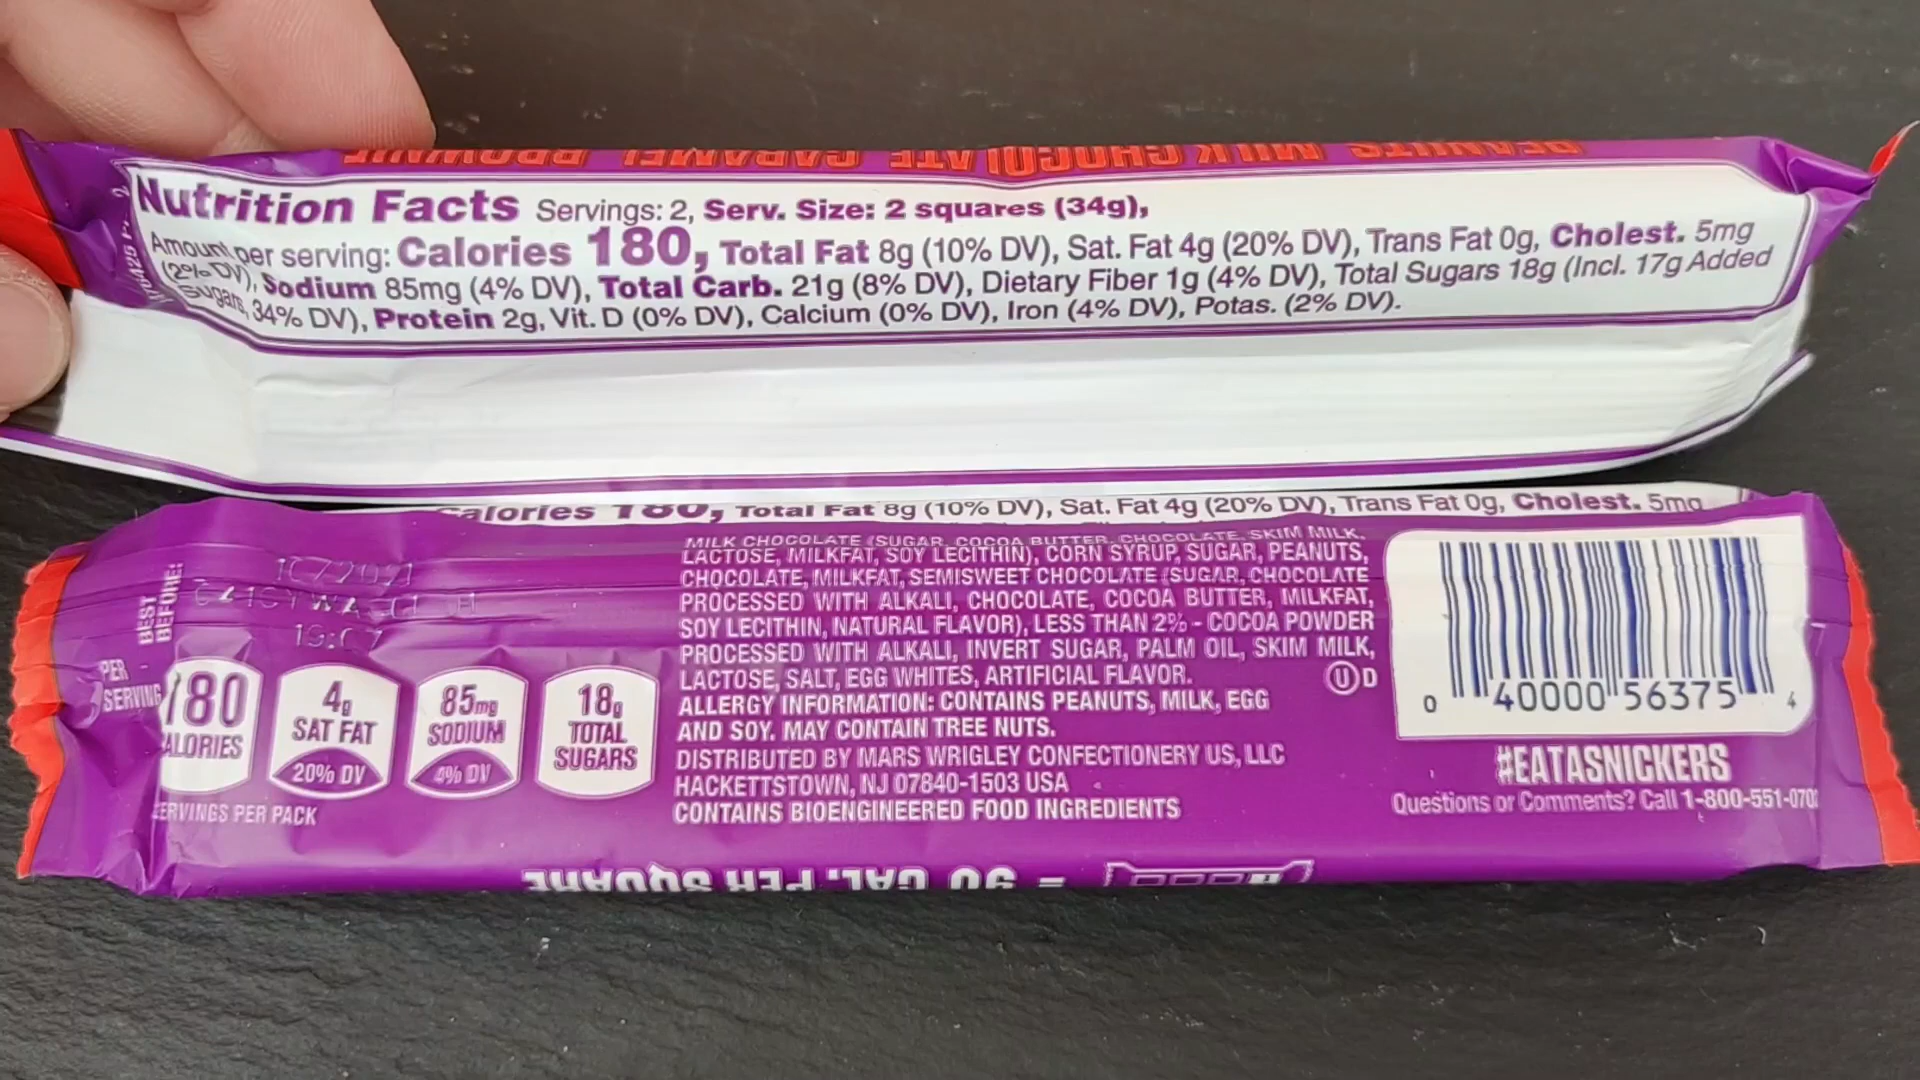 PEANUTS MILK CHOCOLATE CARAMEL BROWNIE
Nutrition Facts Servings: 2, Serv. Size: 2 squares (34g),
Amount per serving: Calories 180, Total Fat 8g (10% DV), Sat. Fat 4g (20% DV), Trans Fat 0g, Cholest. 5mg
(2% DV), Sodium 85mg (4% DV), Total Carb. 21g (8% DV), Dietary Fiber 1g (4% DV), Total Sugars 18g (Incl. 17g Added
Sugars, 34% DV), Protein 2g, Vit. D (0% DV), Calcium (0% DV), Iron (4% DV), Potas. (2% DV).
Calories 180, Total Fat 8g (10% DV), Sat. Fat 4g (20% DV), Trans Fat 0g, Cholest. 5mg
BEST
BEFORE:
PER
SERVING
180
CALORIES
4g
SAT FAT
20% DV
85mg
SODIUM
4% DV
18g
TOTAL
SUGARS
SERVINGS PER PACK
MILK CHOCOLATE (SUGAR, COCOA BUTTER, CHOCOLATE, SKIM MILK,
LACTOSE, MILKFAT, SOY LECITHIN), CORN SYRUP, SUGAR, PEANUTS,
CHOCOLATE, MILKFAT, SEMISWEET CHOCOLATE (SUGAR, CHOCOLATE
PROCESSED WITH ALKALI, CHOCOLATE, COCOA BUTTER, MILKFAT,
SOY LECITHIN, NATURAL FLAVOR), LESS THAN 2% - COCOA POWDER
PROCESSED WITH ALKALI, INVERT SUGAR, PALM OIL, SKIM MILK,
LACTOSE, SALT, EGG WHITES, ARTIFICIAL FLAVOR.
U D
ALLERGY INFORMATION: CONTAINS PEANUTS, MILK, EGG
AND SOY. MAY CONTAIN TREE NUTS.
DISTRIBUTED BY MARS WRIGLEY CONFECTIONERY US, LLC
HACKETTSTOWN, NJ 07840-1503 USA
CONTAINS BIOENGINEERED FOOD INGREDIENTS
0 40000 56375 4
#EATASNICKERS
Questions or Comments? Call 1-800-551-070
= 90 CAL. PER SQUARE